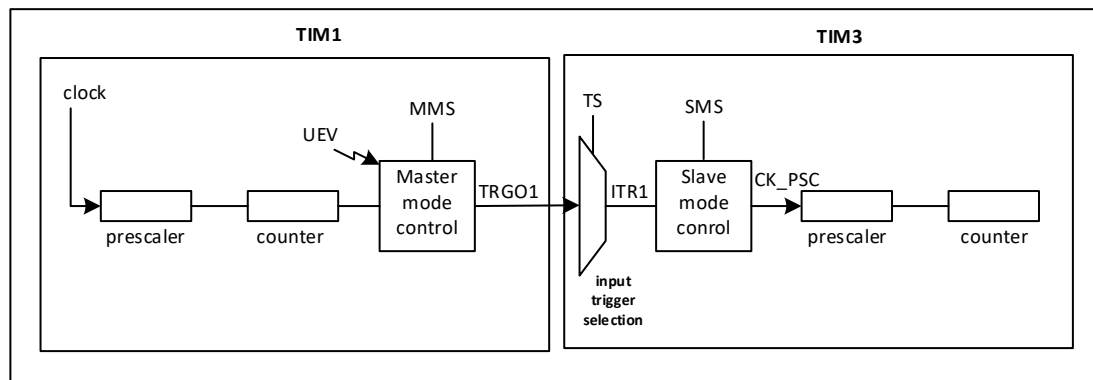 TIM1
TIM3
clock
MMS
UEV
Master
mode
control
TRGO1
prescaler
counter
TS
SMS
ITR1
Slave
mode
conrol
CK_PSC
prescaler
counter
input
trigger
selection